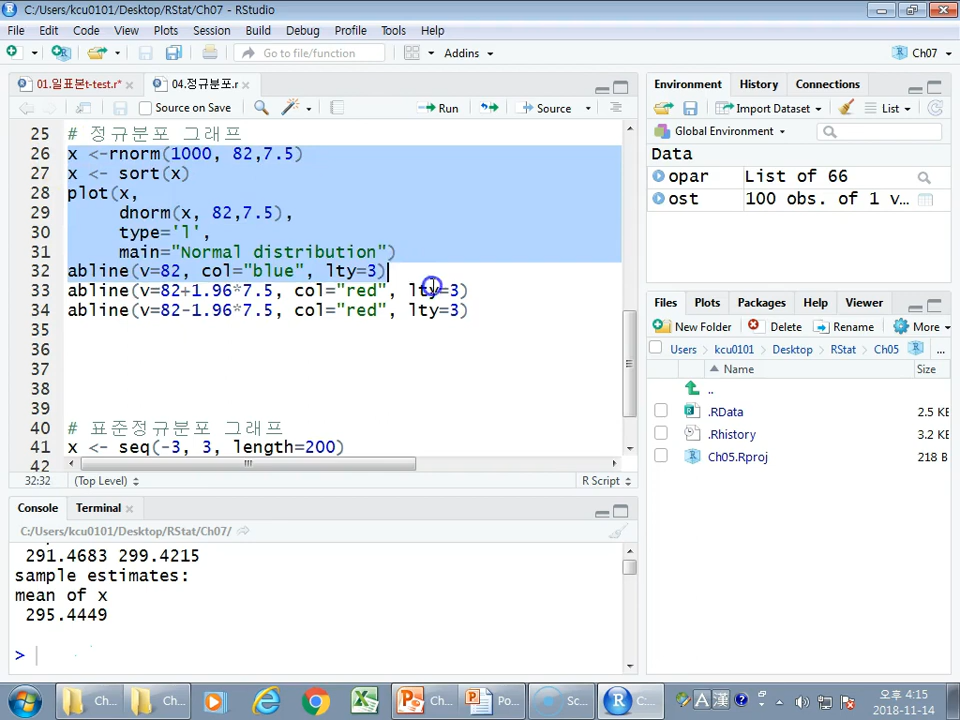 C:/Users/kcu0101/Desktop/RStat/Ch07 - RStudio
File Edit Code View Plots Session Build Debug Profile Tools Help
Go to file/function Addins Ch07
01.일표본t-test.r* 04.정규분포.r
Source on Save Run Source
25 # 정규분포 그래프
26 x <-rnorm(1000, 82,7.5)
27 x <- sort(x)
28 plot(x,
29 dnorm(x, 82,7.5),
30 type='l',
31 main="Normal distribution")
32 abline(v=82, col="blue", lty=3)
33 abline(v=82+1.96*7.5, col="red", lty=3)
34 abline(v=82-1.96*7.5, col="red", lty=3)
35
36
37
38
39
40 # 표준정규분포 그래프
41 x <- seq(-3, 3, length=200)
42
32:32 (Top Level) R Script
Console Terminal
C:/Users/kcu0101/Desktop/RStat/Ch07/
291.4683 299.4215
sample estimates:
mean of x
295.4449
>
Environment History Connections
Import Dataset List
Global Environment
Data
opar List of 66
ost 100 obs. of 1 v...
Files Plots Packages Help Viewer
New Folder Delete Rename More
Users kcu0101 Desktop RStat Ch05 ...
Name Size
..
.RData 2.5 KE
.Rhistory 3.2 KE
Ch05.Rproj 218 B
Ch... Ch... Ch... Po... Sc... C... A 漢
오후 4:15
2018-11-14